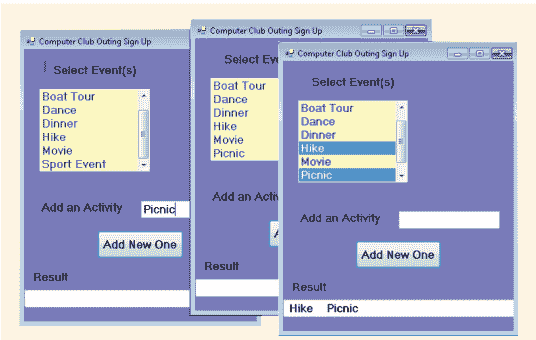 Computer Club Outing Sign Up
Select Event(s)
Boat Tour
Dance
Dinner
Hike
Movie
Sport Event
Add an Activity
Picnic
Add New One
Result
Computer Club Outing Sign Up
Select Ev
Boat Tour
Dance
Dinner
Hike
Movie
Picnic
Add an Activity
A
Result
Computer Club Outing Sign Up
Select Event(s)
Boat Tour
Dance
Dinner
Hike
Movie
Picnic
Add an Activity
Add New One
Result
Hike Picnic